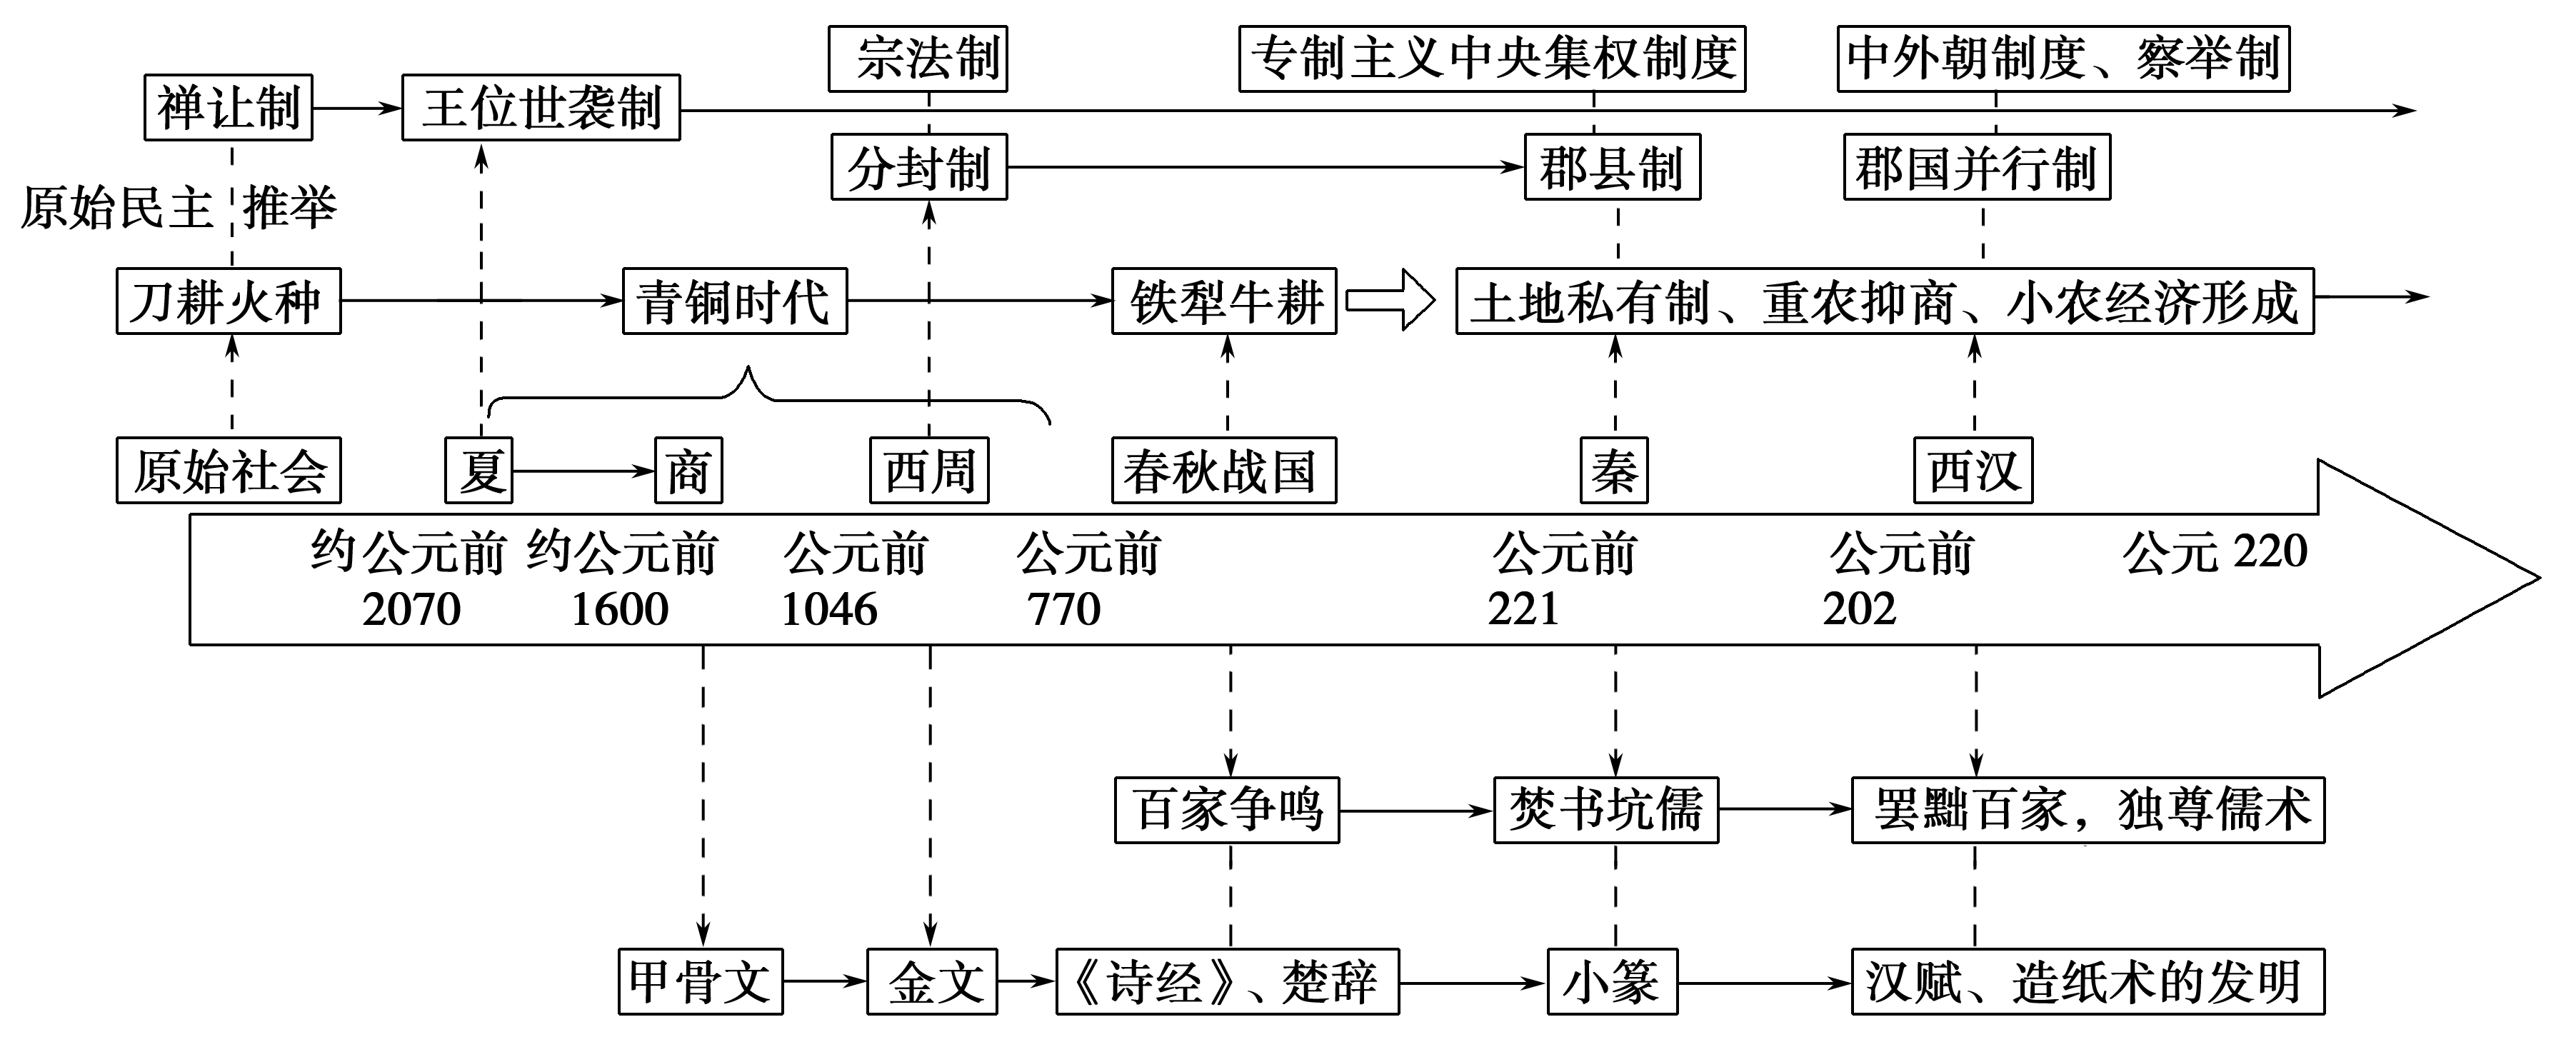 宗法制
专制主义中央集权制度
中外朝制度、察举制
禅让制
王位世袭制
分封制
郡县制
郡国并行制
原始民主 推举
刀耕火种
青铜时代
铁犁牛耕
土地私有制、重农抑商、小农经济形成
原始社会
夏
商
西周
春秋战国
秦
西汉
约公元前
2070
约公元前
1600
公元前
1046
公元前
770
公元前
221
公元前
202
公元 220
百家争鸣
焚书坑儒
罢黜百家，独尊儒术
甲骨文
金文
《诗经》、楚辞
小篆
汉赋、造纸术的发明